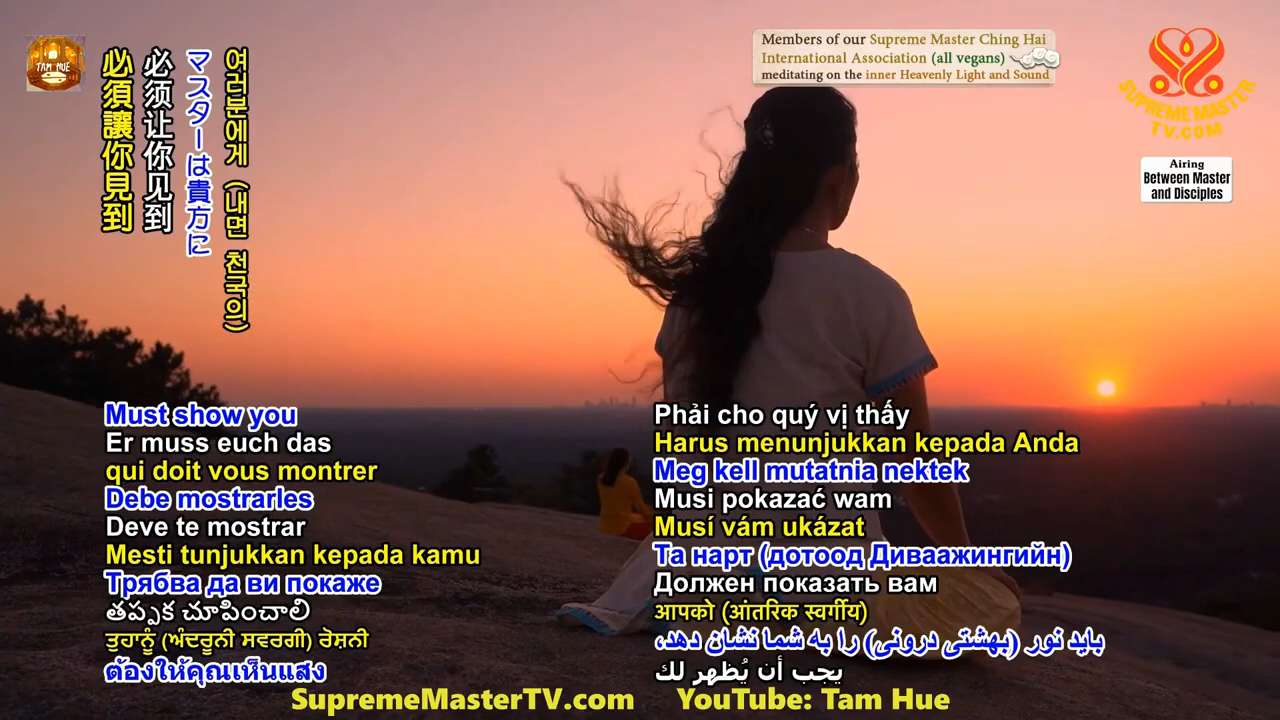 TAM HUE
必須讓你見到
必须让你见到
マスターは貴方に
여러분에게 (내면 천국의)
Members of our Supreme Master Ching Hai
International Association (all vegans)
meditating on the inner Heavenly Light and Sound
SUPREME MASTER
TV.COM
Airing
Between Master
and Disciples
Must show you
Er muss euch das
qui doit vous montrer
Debe mostrarles
Deve te mostrar
Mesti tunjukkan kepada kamu
Трябва да ви покаже
తప్పక చూపించాలి
ਤੁਹਾਨੂੰ (ਅੰਦਰੂਨੀ ਸਵਰਗੀ) ਰੋਸ਼ਨੀ
ต้องให้คุณเห็นแสง
Phải cho quý vị thấy
Harus menunjukkan kepada Anda
Meg kell mutatnia nektek
Musi pokazać wam
Musí vám ukázat
Та нарт (дотоод Диваажингийн)
Должен показать вам
आपको (आंतरिक स्वर्गीय)
باید نور (بهشتی درونی) را به شما نشان دهد،
يجب أن يُظهر لك
SupremeMasterTV.com YouTube: Tam Hue